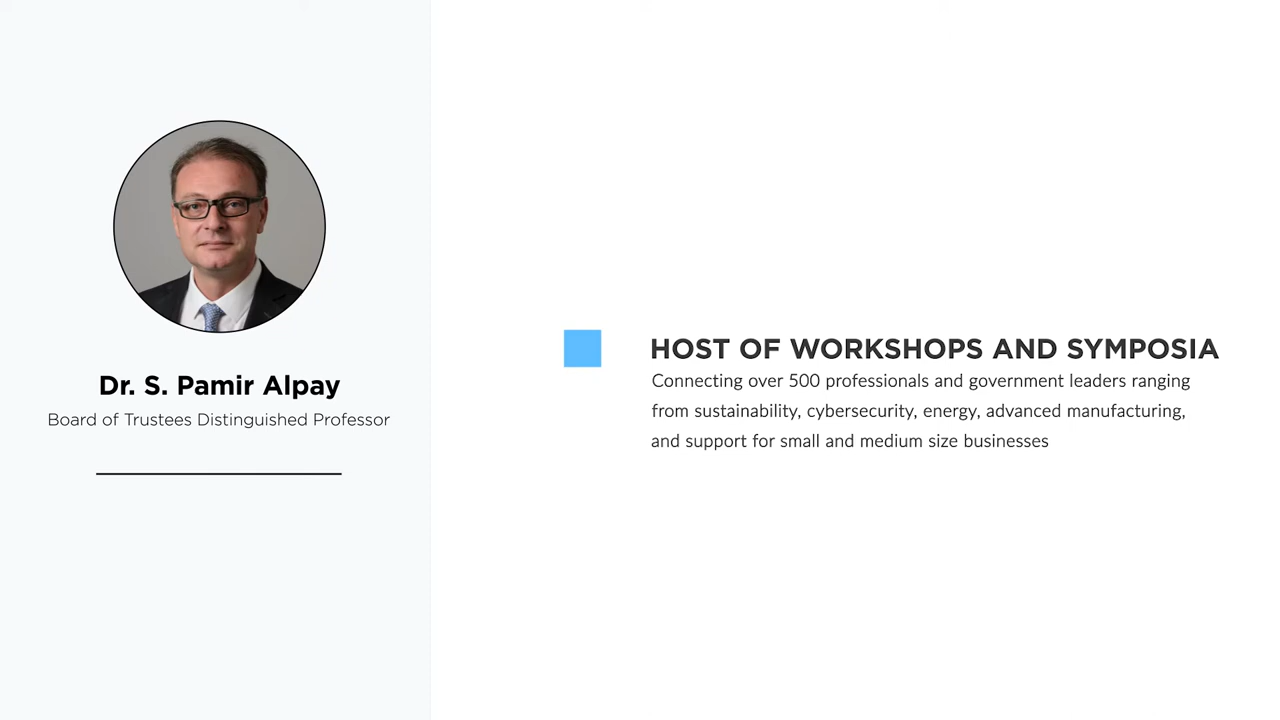 Dr. S. Pamir Alpay
Board of Trustees Distinguished Professor
HOST OF WORKSHOPS AND SYMPOSIA
Connecting over 500 professionals and government leaders ranging
from sustainability, cybersecurity, energy, advanced manufacturing,
and support for small and medium size businesses